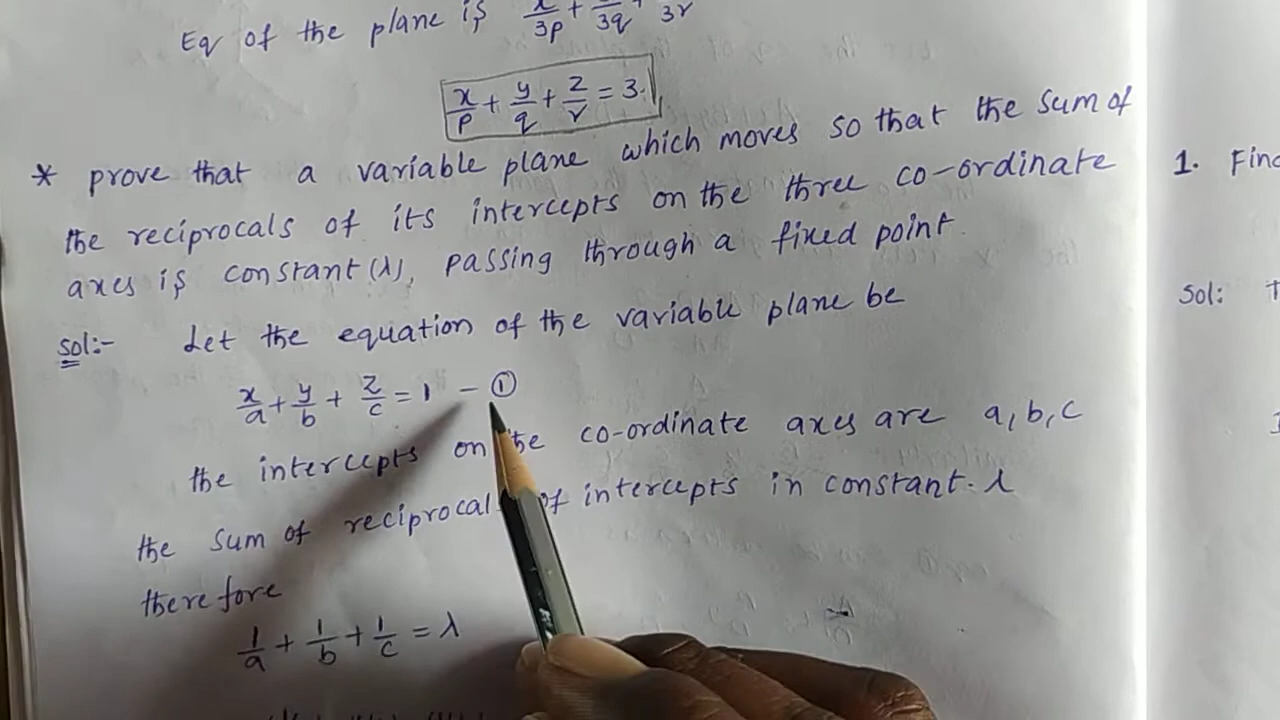 Eq of the plane is x/3p + /3q + 3r
x/p + y/q + z/r = 3.
* prove that a variable plane which moves so that the sum of
the reciprocals of its intercepts on the three co-ordinate
axes is constant (λ), passing through a fixed point.
Sol:- Let the equation of the variable plane be
x/a + y/b + z/c = 1 - ①
the intercepts on the co-ordinate axes are a, b, c
the sum of reciprocal of intercepts in constant. λ
therefore
1/a + 1/b + 1/c = λ
1. Find
Sol: